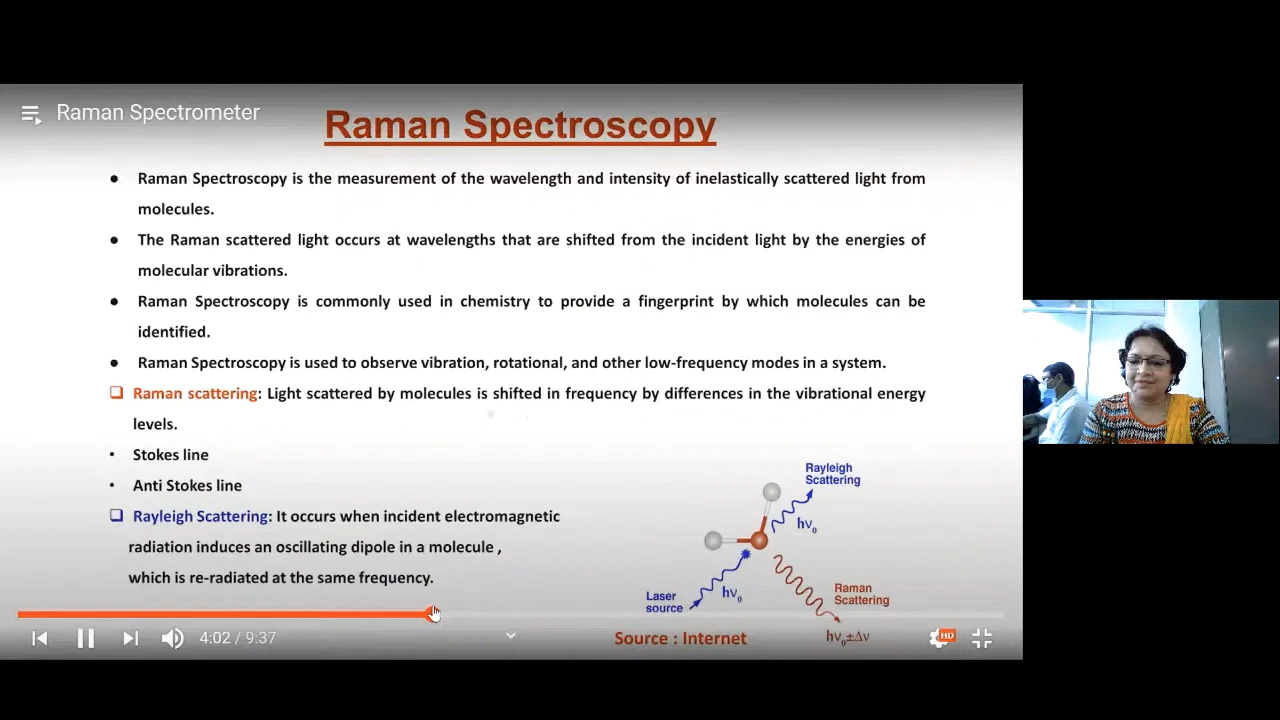 Raman Spectrometer
Raman Spectroscopy
● Raman Spectroscopy is the measurement of the wavelength and intensity of inelastically scattered light from
molecules.
● The Raman scattered light occurs at wavelengths that are shifted from the incident light by the energies of
molecular vibrations.
● Raman Spectroscopy is commonly used in chemistry to provide a fingerprint by which molecules can be
identified.
● Raman Spectroscopy is used to observe vibration, rotational, and other low-frequency modes in a system.
❑ Raman scattering: Light scattered by molecules is shifted in frequency by differences in the vibrational energy
levels.
• Stokes line
• Anti Stokes line
❑ Rayleigh Scattering: It occurs when incident electromagnetic
radiation induces an oscillating dipole in a molecule ,
which is re-radiated at the same frequency.
Rayleigh
Scattering
hν₀
Laser
source
hν₀
Raman
Scattering
hν₀±Δν
Source : Internet
4:02 / 9:37
HD